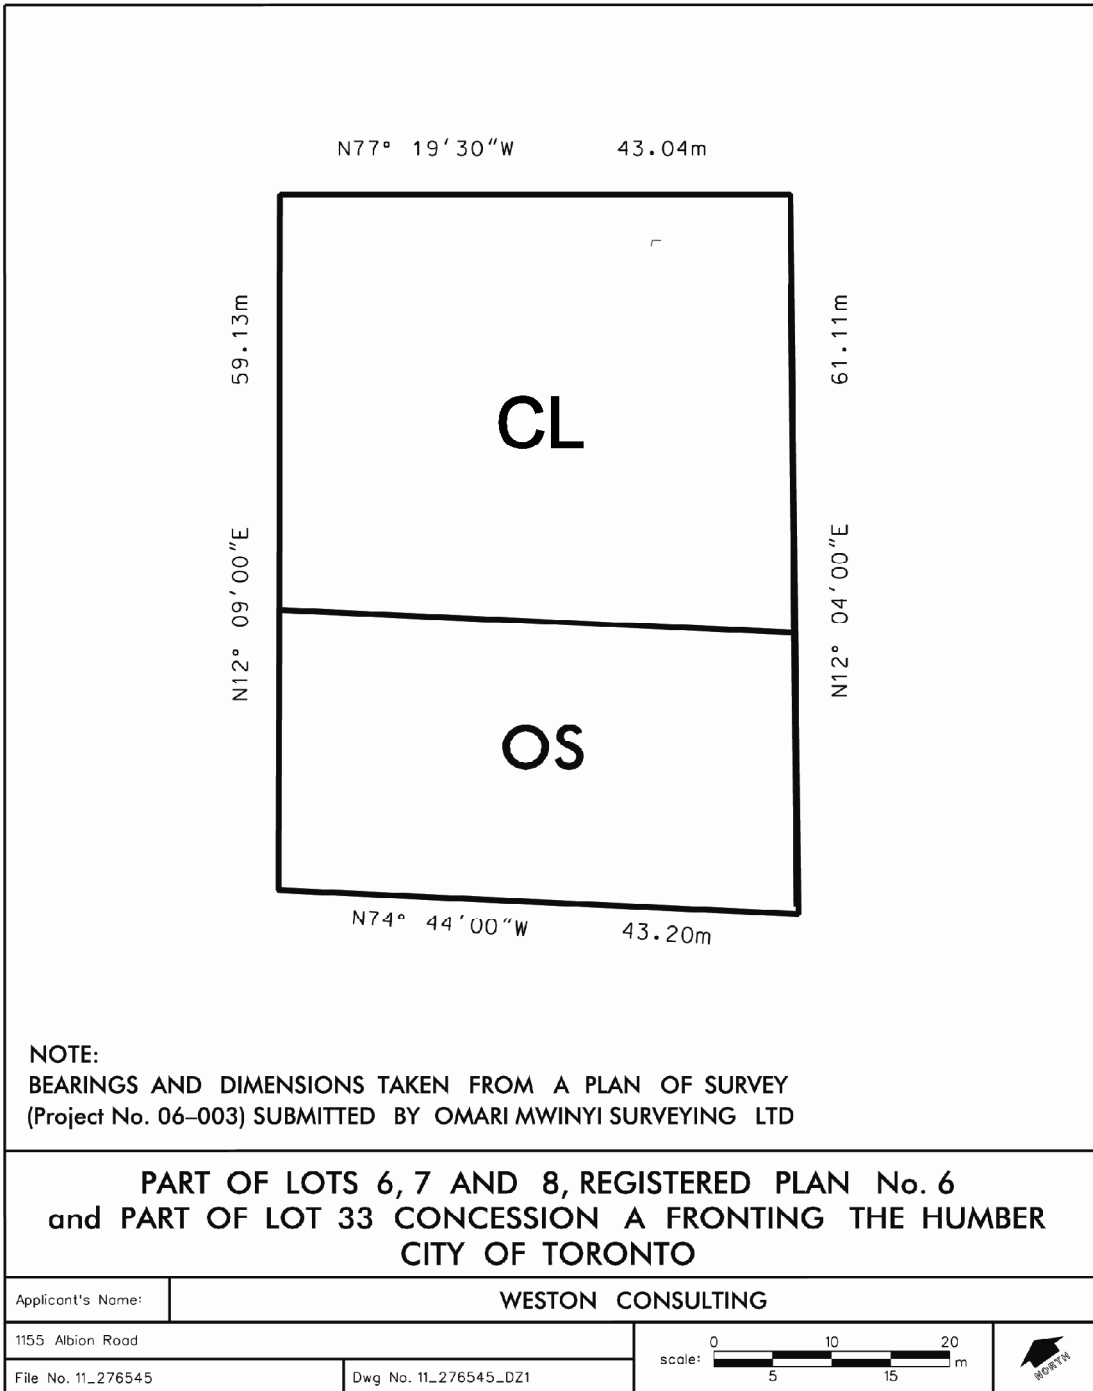 N77° 19'30"W 43.04m
59.13m
61.11m
CL
N12° 09'00"E
N12° 04'00"E
OS
N74° 44'00"W 43.20m
NOTE:
BEARINGS AND DIMENSIONS TAKEN FROM A PLAN OF SURVEY
(Project No. 06–003) SUBMITTED BY OMARI MWINYI SURVEYING LTD
PART OF LOTS 6, 7 AND 8, REGISTERED PLAN No. 6
and PART OF LOT 33 CONCESSION A FRONTING THE HUMBER
CITY OF TORONTO
Applicant's Name: WESTON CONSULTING
1155 Albion Road
File No. 11_276545
Dwg No. 11_276545_DZ1
0 10 20
scale: m
5 15
NORTH